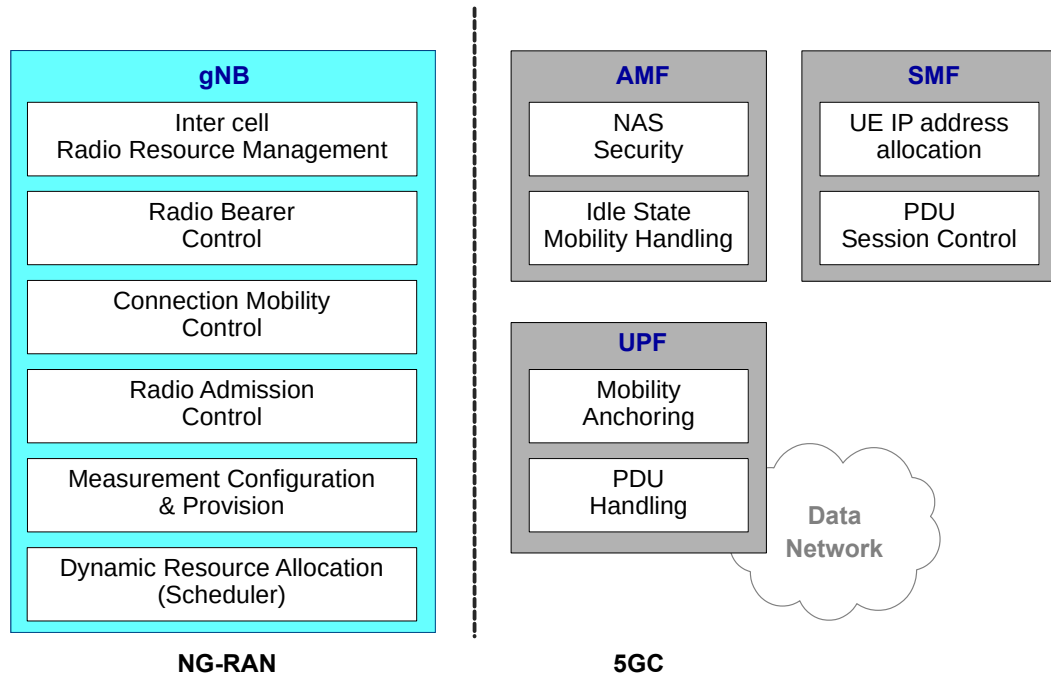 gNB
Inter cell
Radio Resource Management
Radio Bearer
Control
Connection Mobility
Control
Radio Admission
Control
Measurement Configuration
& Provision
Dynamic Resource Allocation
(Scheduler)
NG-RAN
AMF
NAS
Security
Idle State
Mobility Handling
SMF
UE IP address
allocation
PDU
Session Control
UPF
Mobility
Anchoring
PDU
Handling
Data
Network
5GC